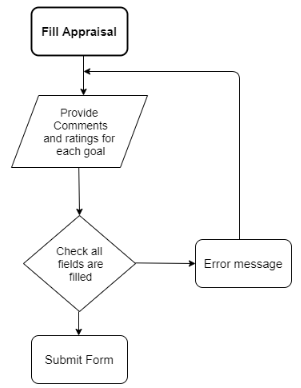 Fill Appraisal
Provide
Comments
and ratings for
each goal
Check all
fields are
filled
Error message
Submit Form